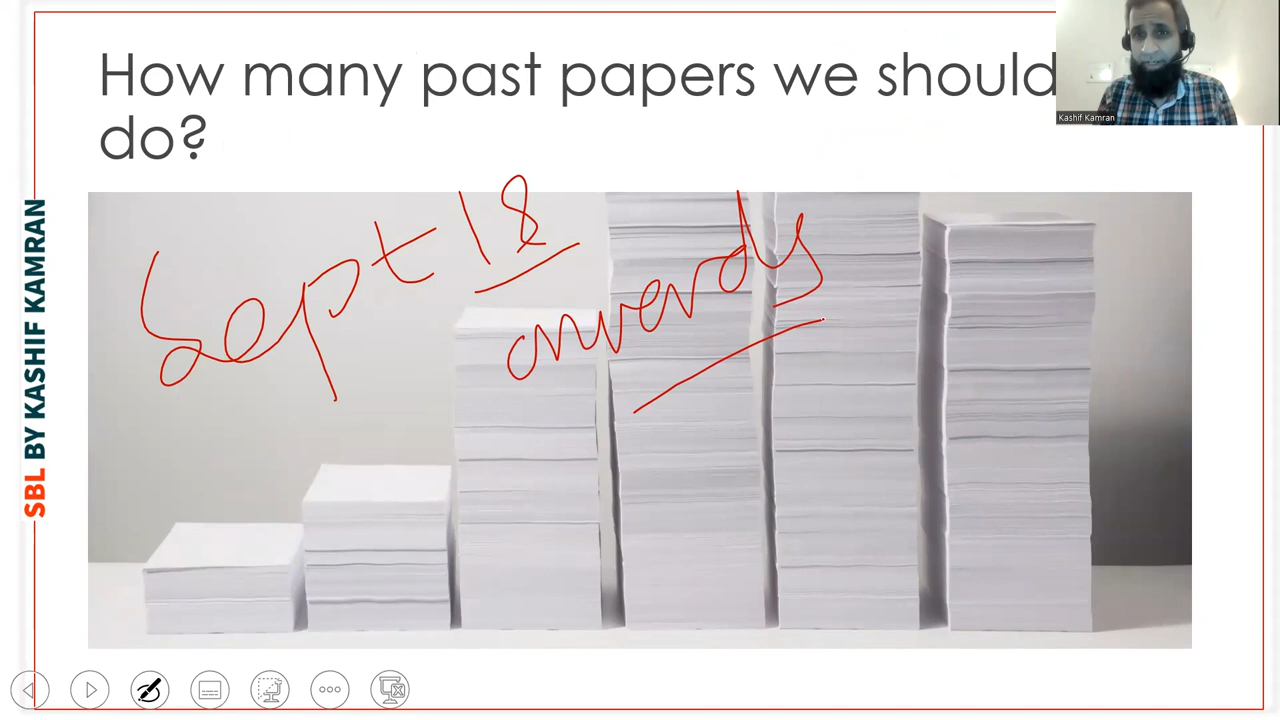 How many past papers we should
do?
Kashif Kamran
SBL BY KASHIF KAMRAN
Sept 18
onwards